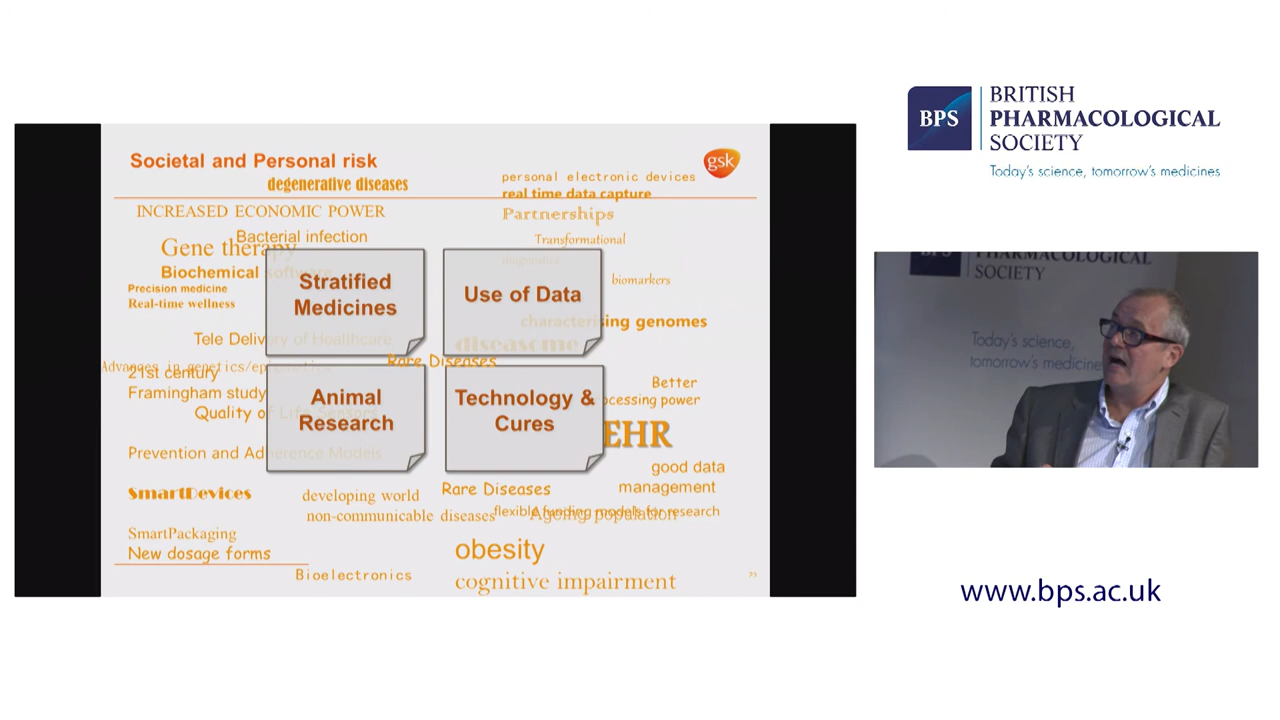 Societal and Personal risk
gsk
degenerative diseases
personal electronic devices
real time data capture
INCREASED ECONOMIC POWER
Partnerships
Bacterial infection
Transformational
Gene therapy
diagnostics
Biochemical software
biomarkers
Precision medicine
Real-time wellness
Stratified
Medicines
Use of Data
characterising genomes
Tele Delivery of Healthcare
diseasome
Rare Diseases
Advances in genetics/epigenetics
21st century
Framingham study
Better
processing power
Quality of Life Sensors
Animal
Research
Technology &
Cures
EHR
Prevention and Adherence Models
good data
management
SmartDevices
developing world
Rare Diseases
non-communicable diseases
flexible funding models for research
Ageing population
SmartPackaging
New dosage forms
obesity
Bioelectronics
cognitive impairment
BPS
BRITISH
PHARMACOLOGICAL
SOCIETY
Today's science, tomorrow's medicines
PHARMACOLOGICAL
SOCIETY
Today's science,
tomorrow's medicines
www.bps.ac.uk